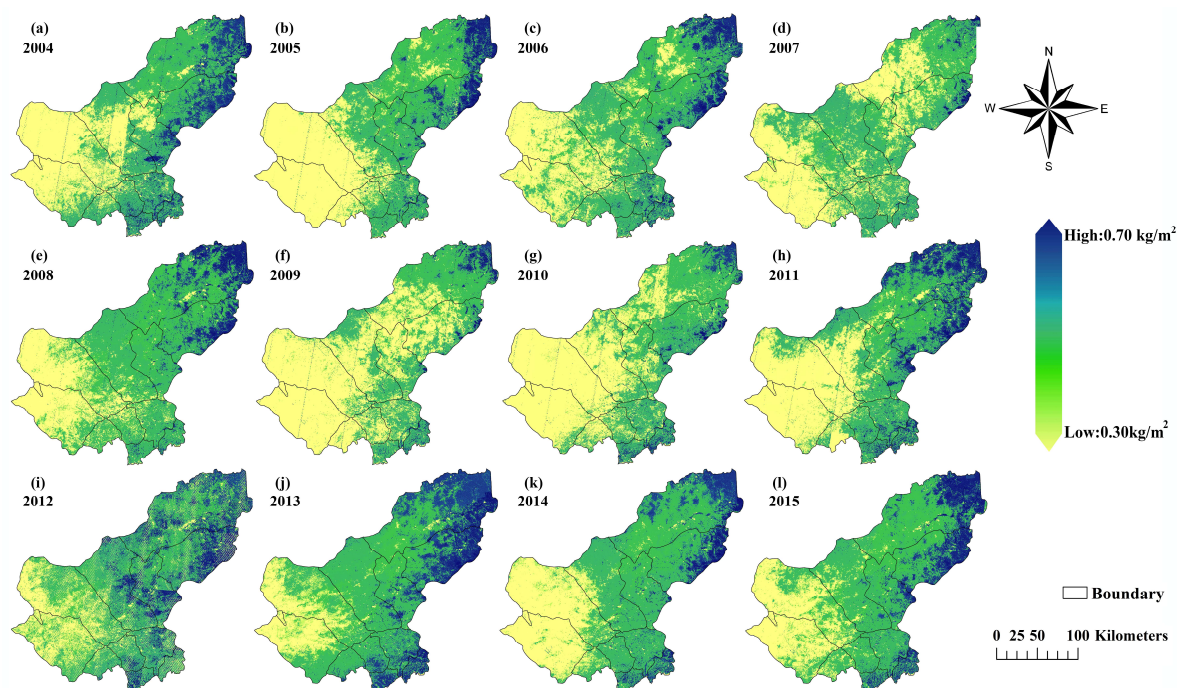 (a)
2004
(b)
2005
(c)
2006
(d)
2007
N
W
E
S
(e)
2008
(f)
2009
(g)
2010
(h)
2011
High:0.70 kg/m²
Low:0.30kg/m²
(i)
2012
(j)
2013
(k)
2014
(l)
2015
Boundary
0 25 50 100 Kilometers